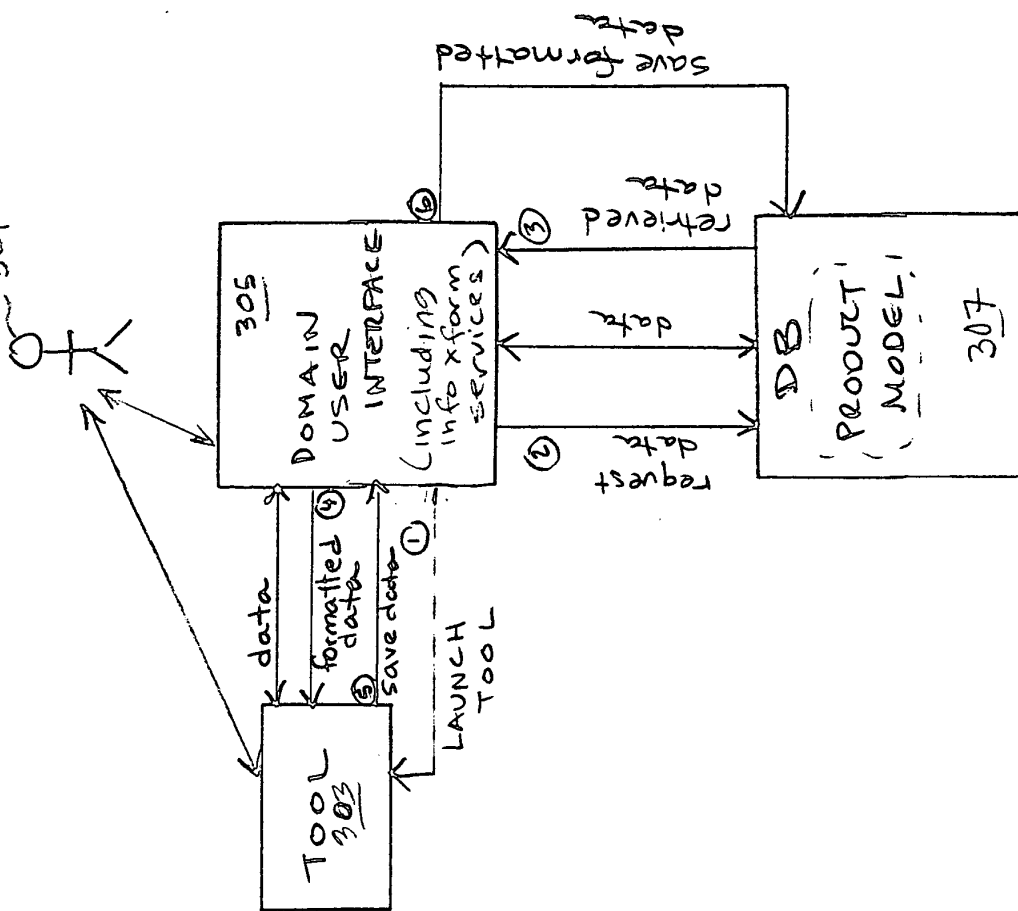 TOOL
303
data
formatted
data
④
⑤
save data
①
LAUNCH
TOOL
305
DOMAIN
USER
INTERFACE
(including
info xform
services)
⑥
②
request
data
data
③
retrieved
data
save formatted
data
DB
PRODUCT
MODEL
307